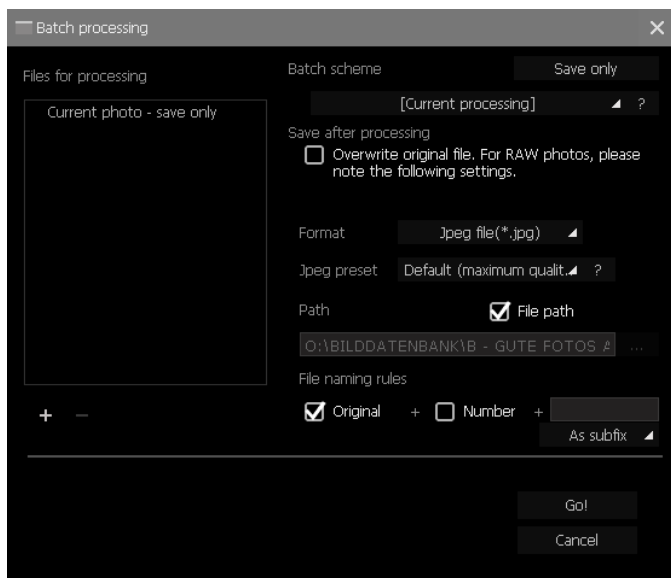 Batch processing
Files for processing
Current photo - save only
Batch scheme
Save only
[Current processing]
?
Save after processing
Overwrite original file. For RAW photos, please
note the following settings.
Format
Jpeg file(*.jpg)
Jpeg preset
Default (maximum qualit.
?
Path
File path
O:\BILDDATENBANK\B - GUTE FOTOS A
...
File naming rules
Original
+
Number
+
As subfix
+
−
Go!
Cancel